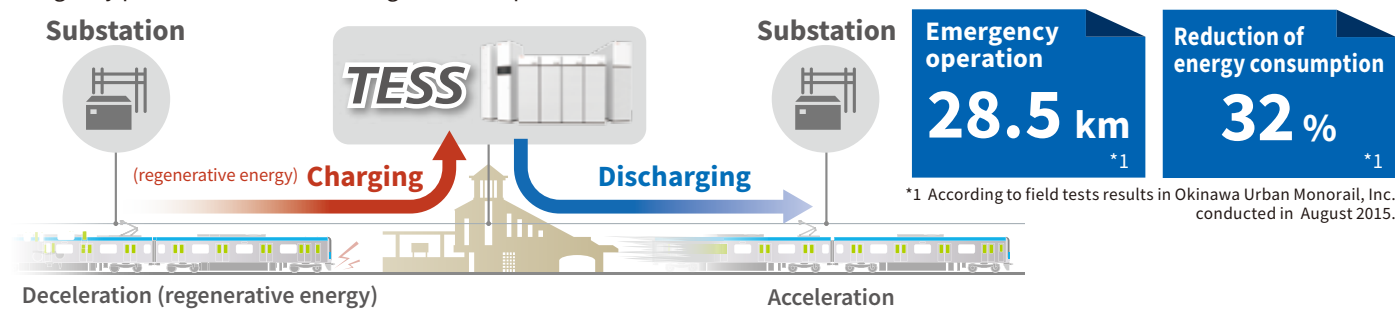 Substation
TESS
Substation
(regenerative energy) Charging
Discharging
Deceleration (regenerative energy)
Acceleration
Emergency
operation
28.5 km
*1
Reduction of
energy consumption
32 %
*1
*1 According to field tests results in Okinawa Urban Monorail, Inc.
conducted in August 2015.